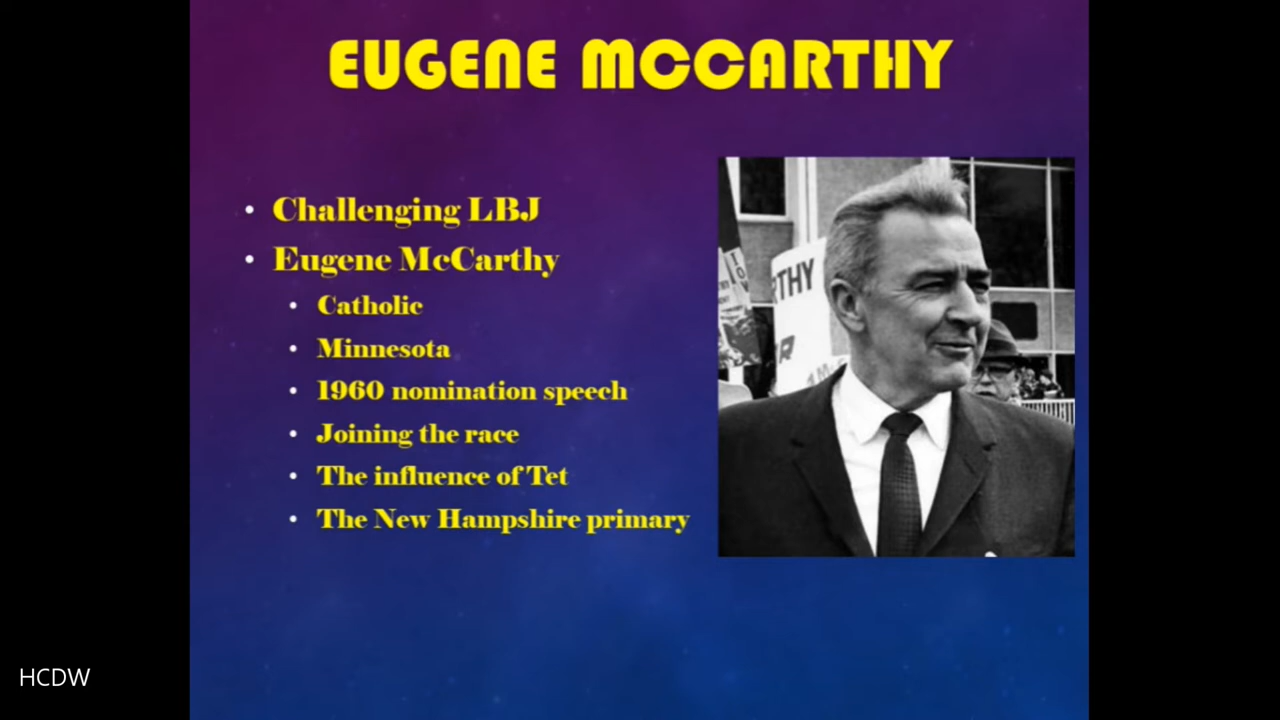 EUGENE MCCARTHY
• Challenging LBJ
• Eugene McCarthy
• Catholic
• Minnesota
• 1960 nomination speech
• Joining the race
• The influence of Tet
• The New Hampshire primary
THY
R
HCDW